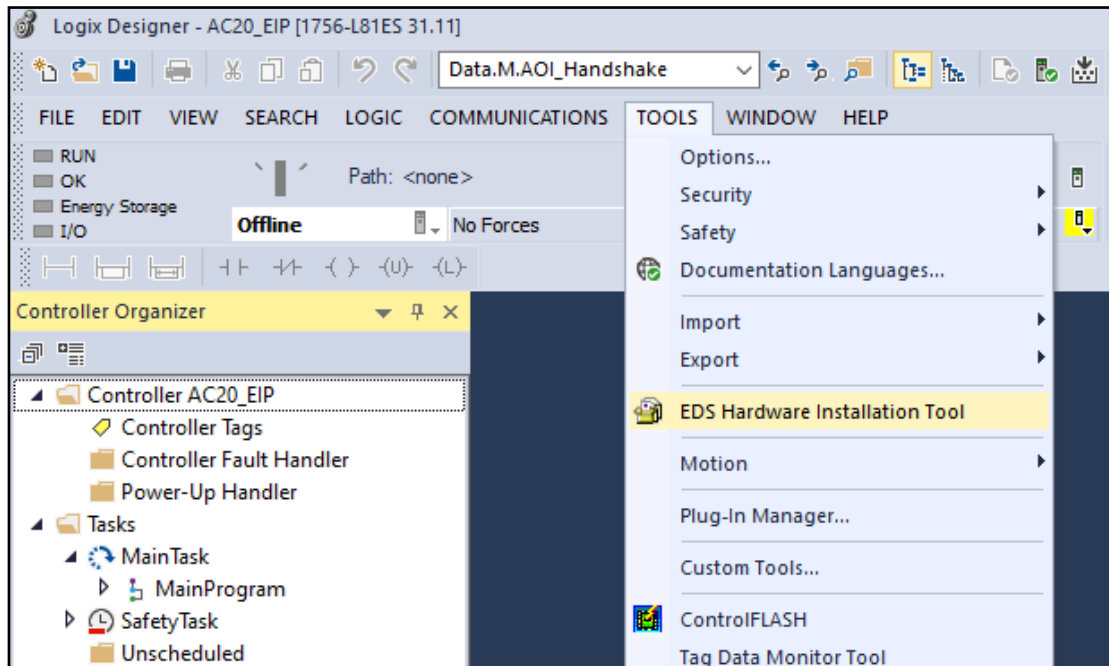 Logix Designer - AC20_EIP [1756-L81ES 31.11]
Data.M.AOI_Handshake
FILE EDIT VIEW SEARCH LOGIC COMMUNICATIONS TOOLS WINDOW HELP
RUN
OK
Energy Storage
I/O
Path: <none>
Offline
No Forces
(U)
(L)
Options...
Security
Safety
Documentation Languages...
Import
Export
EDS Hardware Installation Tool
Motion
Plug-In Manager...
Custom Tools...
ControlFLASH
Tag Data Monitor Tool
Controller Organizer
Controller AC20_EIP
Controller Tags
Controller Fault Handler
Power-Up Handler
Tasks
MainTask
MainProgram
SafetyTask
Unscheduled